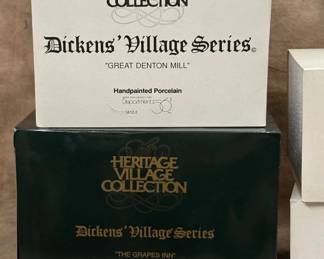 COLLECTION
Dickens' Village Series©
"GREAT DENTON MILL"
Handpainted Porcelain
Department 56
HERITAGE
VILLAGE
COLLECTION
Dickens' Village Series
"THE GRAPES INN"